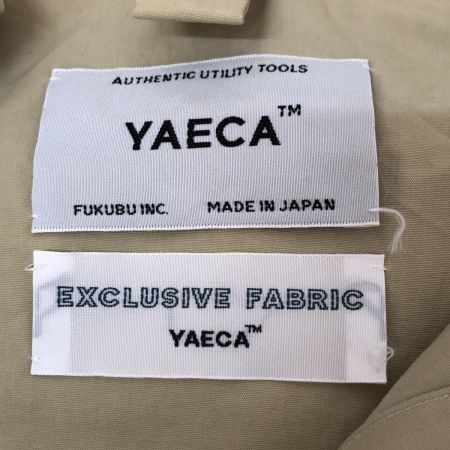 AUTHENTIC UTILITY TOOLS
YAECA™
FUKUBU INC. MADE IN JAPAN
EXCLUSIVE FABRIC
YAECA™